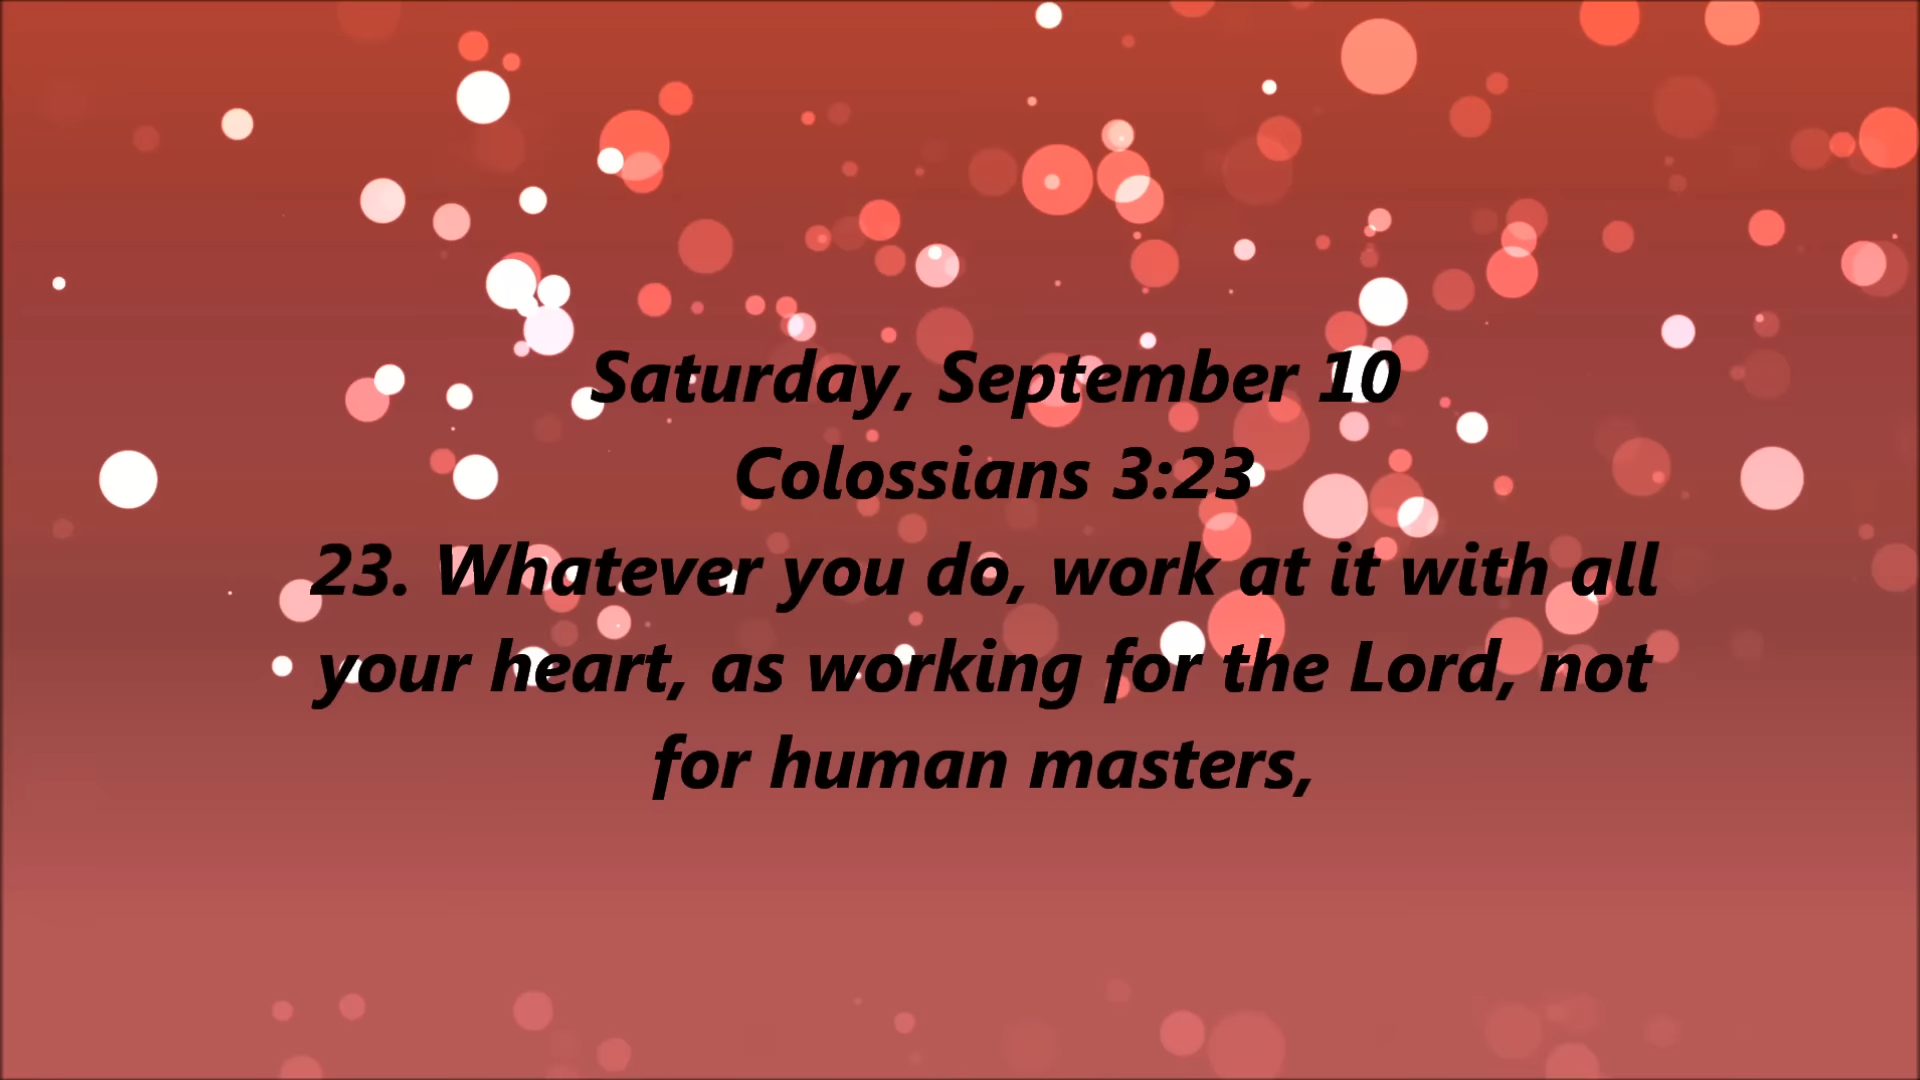 Saturday, September 10
Colossians 3:23
23. Whatever you do, work at it with all
your heart, as working for the Lord, not
for human masters,